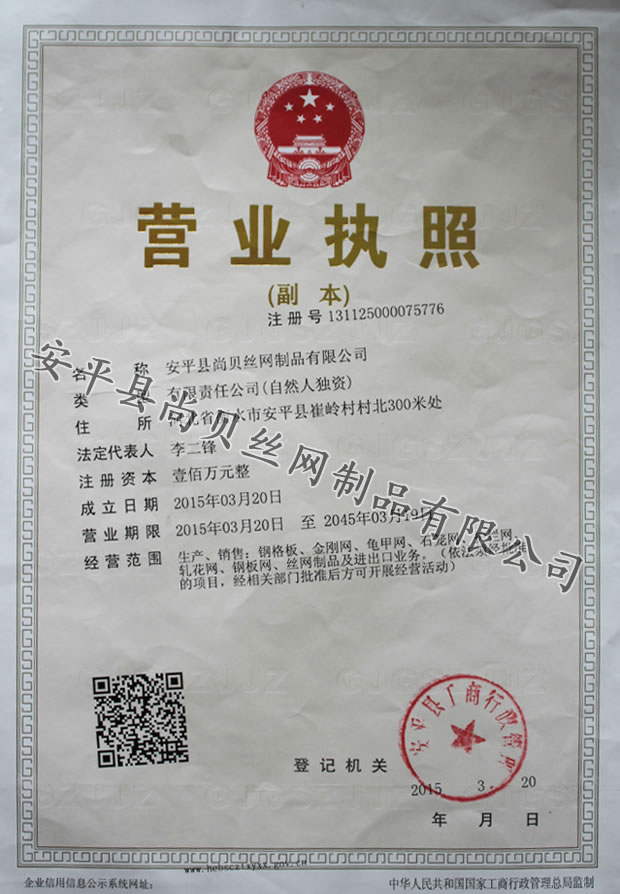 营业执照
(副 本)
注册号 131125000075776
名 称 安平县尚贝丝网制品有限公司
类 有限责任公司(自然人独资)
住 所 省 水市安平县崔岭村村北300米处
法定代表人 李二锋
注册资本 壹佰万元整
成立日期 2015年03月20日
营业期限 2015年03月20日 至 2045年03月19日
经营范围 生产、销售：钢格板、金刚网、龟甲网、石笼网、 网、
轧花网、钢板网、丝网制品及进出口业务。（依法 经批准
的项目，经相关部门批准后方可开展经营活动）
安平县尚贝丝网制品有限公司
安平县工商行政管理
登记机关
2015 3. 20
年 月 日
www.hebscztxyxx.gov.cn
企业信用信息公示系统网址：
中华人民共和国国家工商行政管理总局监制